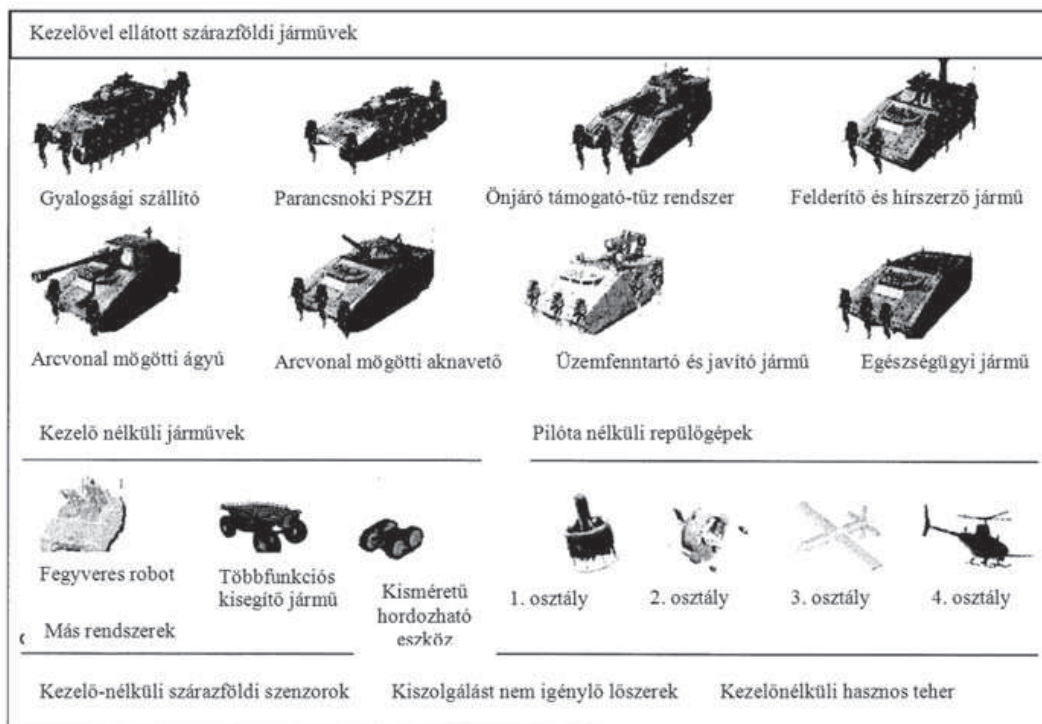 Kezelővel ellátott szárazföldi járművek
Gyalogsági szállító
Parancsnoki PSZH
Önjáró támogató-tűz rendszer
Felderítő és hírszerző jármű
Arcvonal mögötti ágyú
Arcvonal mögötti aknavető
Üzemfenntartó és javító jármű
Egészségügyi jármű
Kezelő nélküli járművek
Pilóta nélküli repülőgépek
Fegyveres robot
Többfunkciós
kisegítő jármű
Kisméretű
hordozható
eszköz
1. osztály
2. osztály
3. osztály
4. osztály
Más rendszerek
Kezelő-nélküli szárazföldi szenzorok
Kiszolgálást nem igénylő lőszerek
Kezelőnélküli hasznos teher